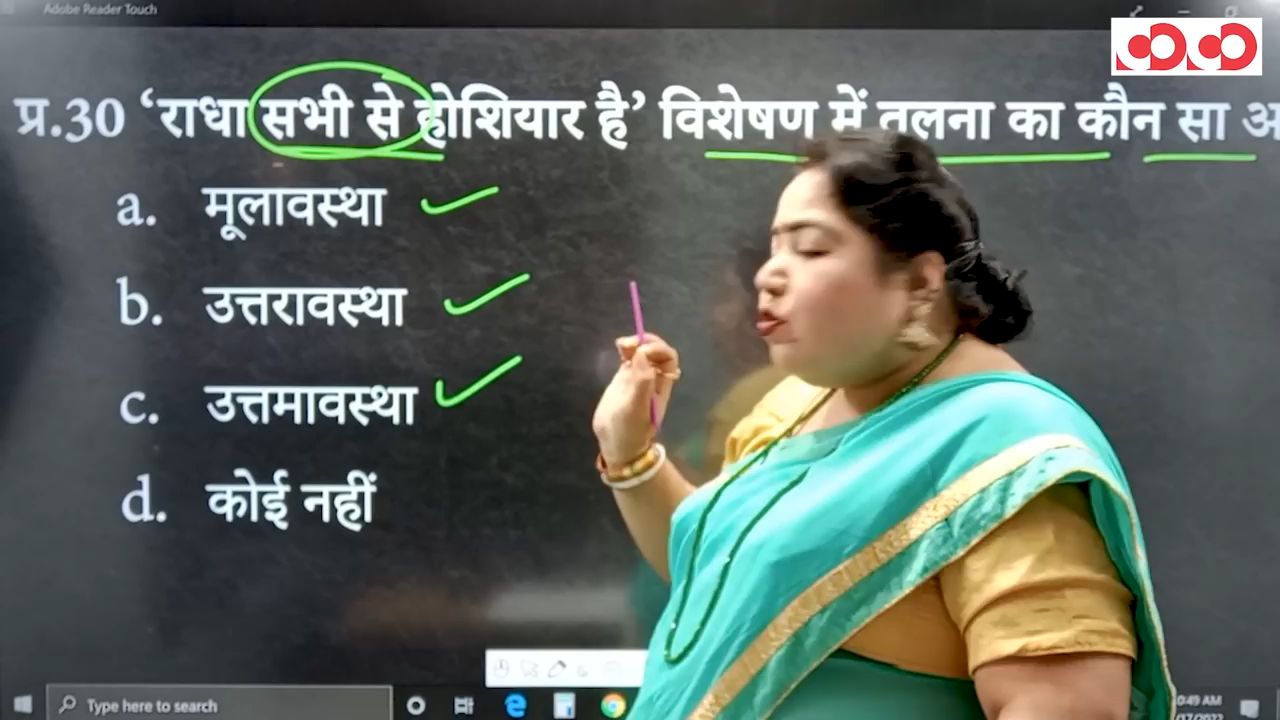 Adobe Reader Touch
प्र.30 ‘राधा सभी से होशियार है’ विशेषण में तुलना का कौन सा
a. मूलावस्था
b. उत्तरावस्था
c. उत्तमावस्था
d. कोई नहीं
Type here to search